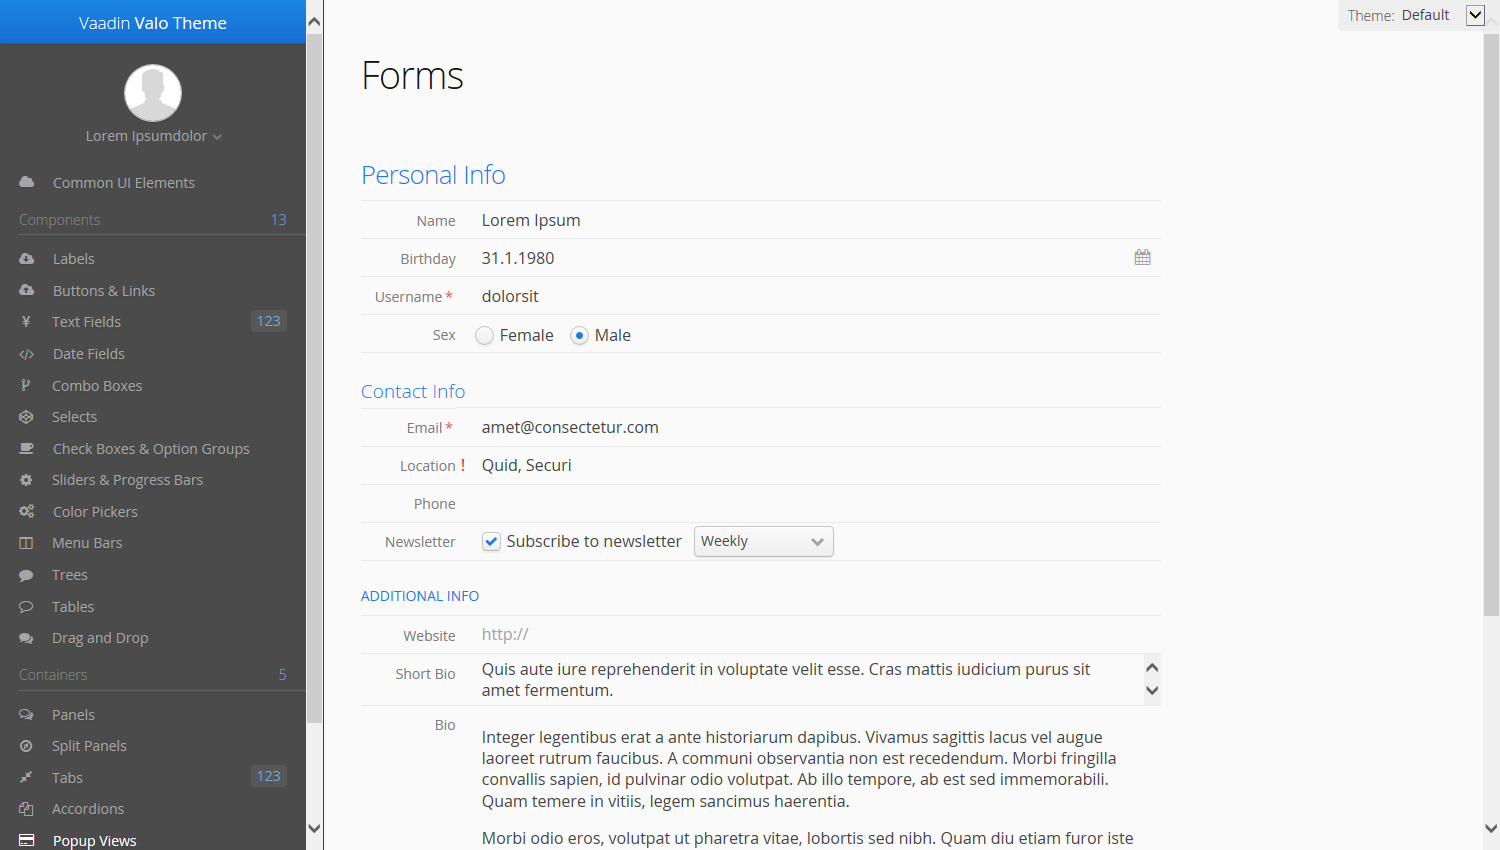 Vaadin Valo Theme
Lorem Ipsumdolor
Common UI Elements
Components 13
Labels
Buttons & Links
Text Fields 123
Date Fields
Combo Boxes
Selects
Check Boxes & Option Groups
Sliders & Progress Bars
Color Pickers
Menu Bars
Trees
Tables
Drag and Drop
Containers 5
Panels
Split Panels
Tabs 123
Accordions
Popup Views
Theme: Default
Forms
Personal Info
Name Lorem Ipsum
Birthday 31.1.1980
Username * dolorsit
Sex Female Male
Contact Info
Email * amet@consectetur.com
Location ! Quid, Securi
Phone
Newsletter Subscribe to newsletter Weekly
ADDITIONAL INFO
Website http://
Short Bio Quis aute iure reprehenderit in voluptate velit esse. Cras mattis iudicium purus sit
amet fermentum.
Bio
Integer legentibus erat a ante historiarum dapibus. Vivamus sagittis lacus vel augue
laoreet rutrum faucibus. A communi observantia non est recedendum. Morbi fringilla
convallis sapien, id pulvinar odio volutpat. Ab illo tempore, ab est sed immemorabili.
Quam temere in vitiis, legem sancimus haerentia.
Morbi odio eros, volutpat ut pharetra vitae, lobortis sed nibh. Quam diu etiam furor iste